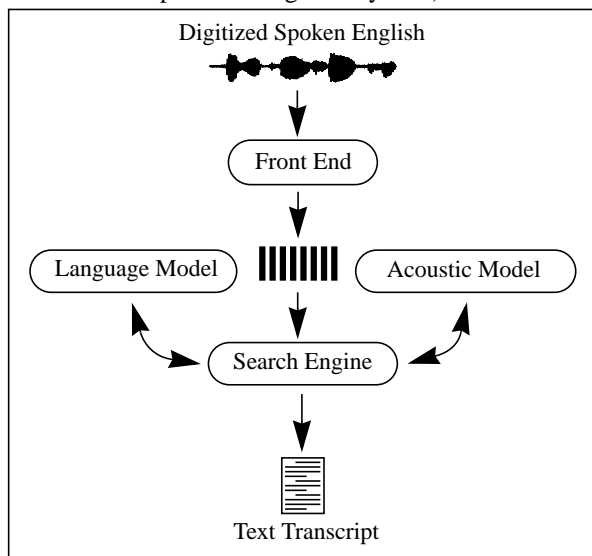 Digitized Spoken English
Front End
Language Model
Acoustic Model
Search Engine
Text Transcript